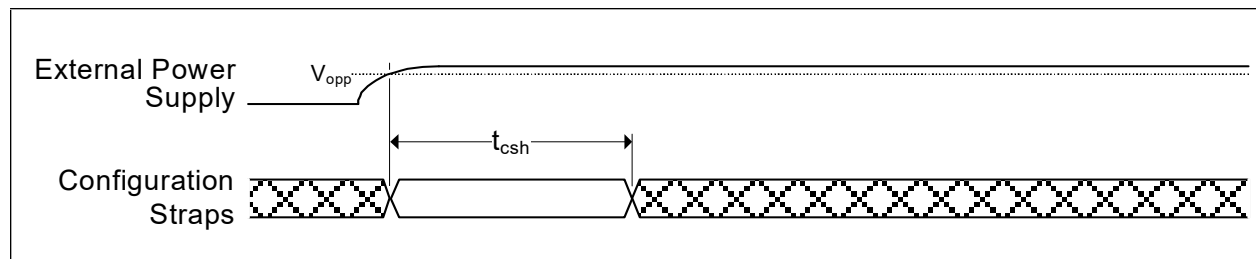 External Power
Supply
Vopp
tcsh
Configuration
Straps